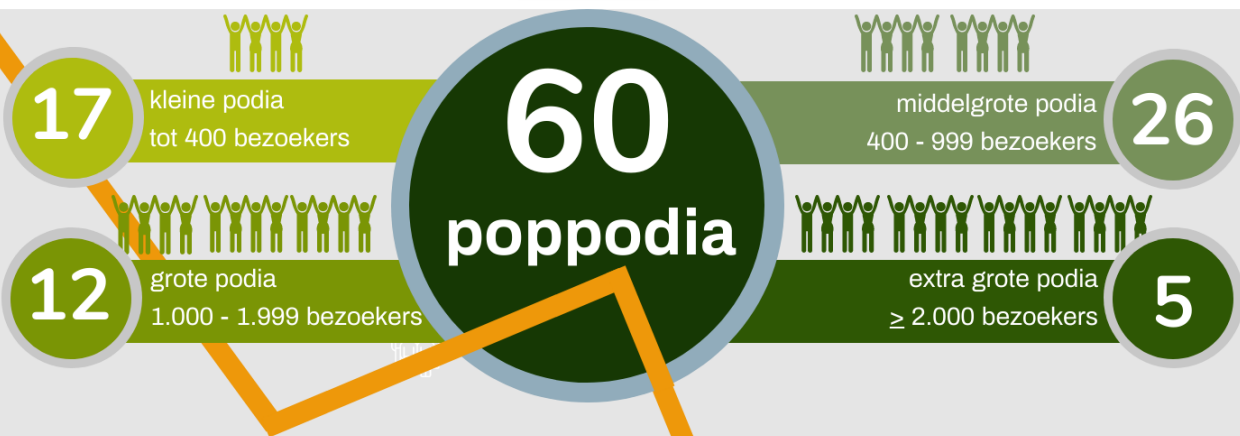 17
kleine podia
tot 400 bezoekers
60
poppodia
middelgrote podia
400 - 999 bezoekers
26
12
grote podia
1.000 - 1.999 bezoekers
extra grote podia
≥ 2.000 bezoekers
5